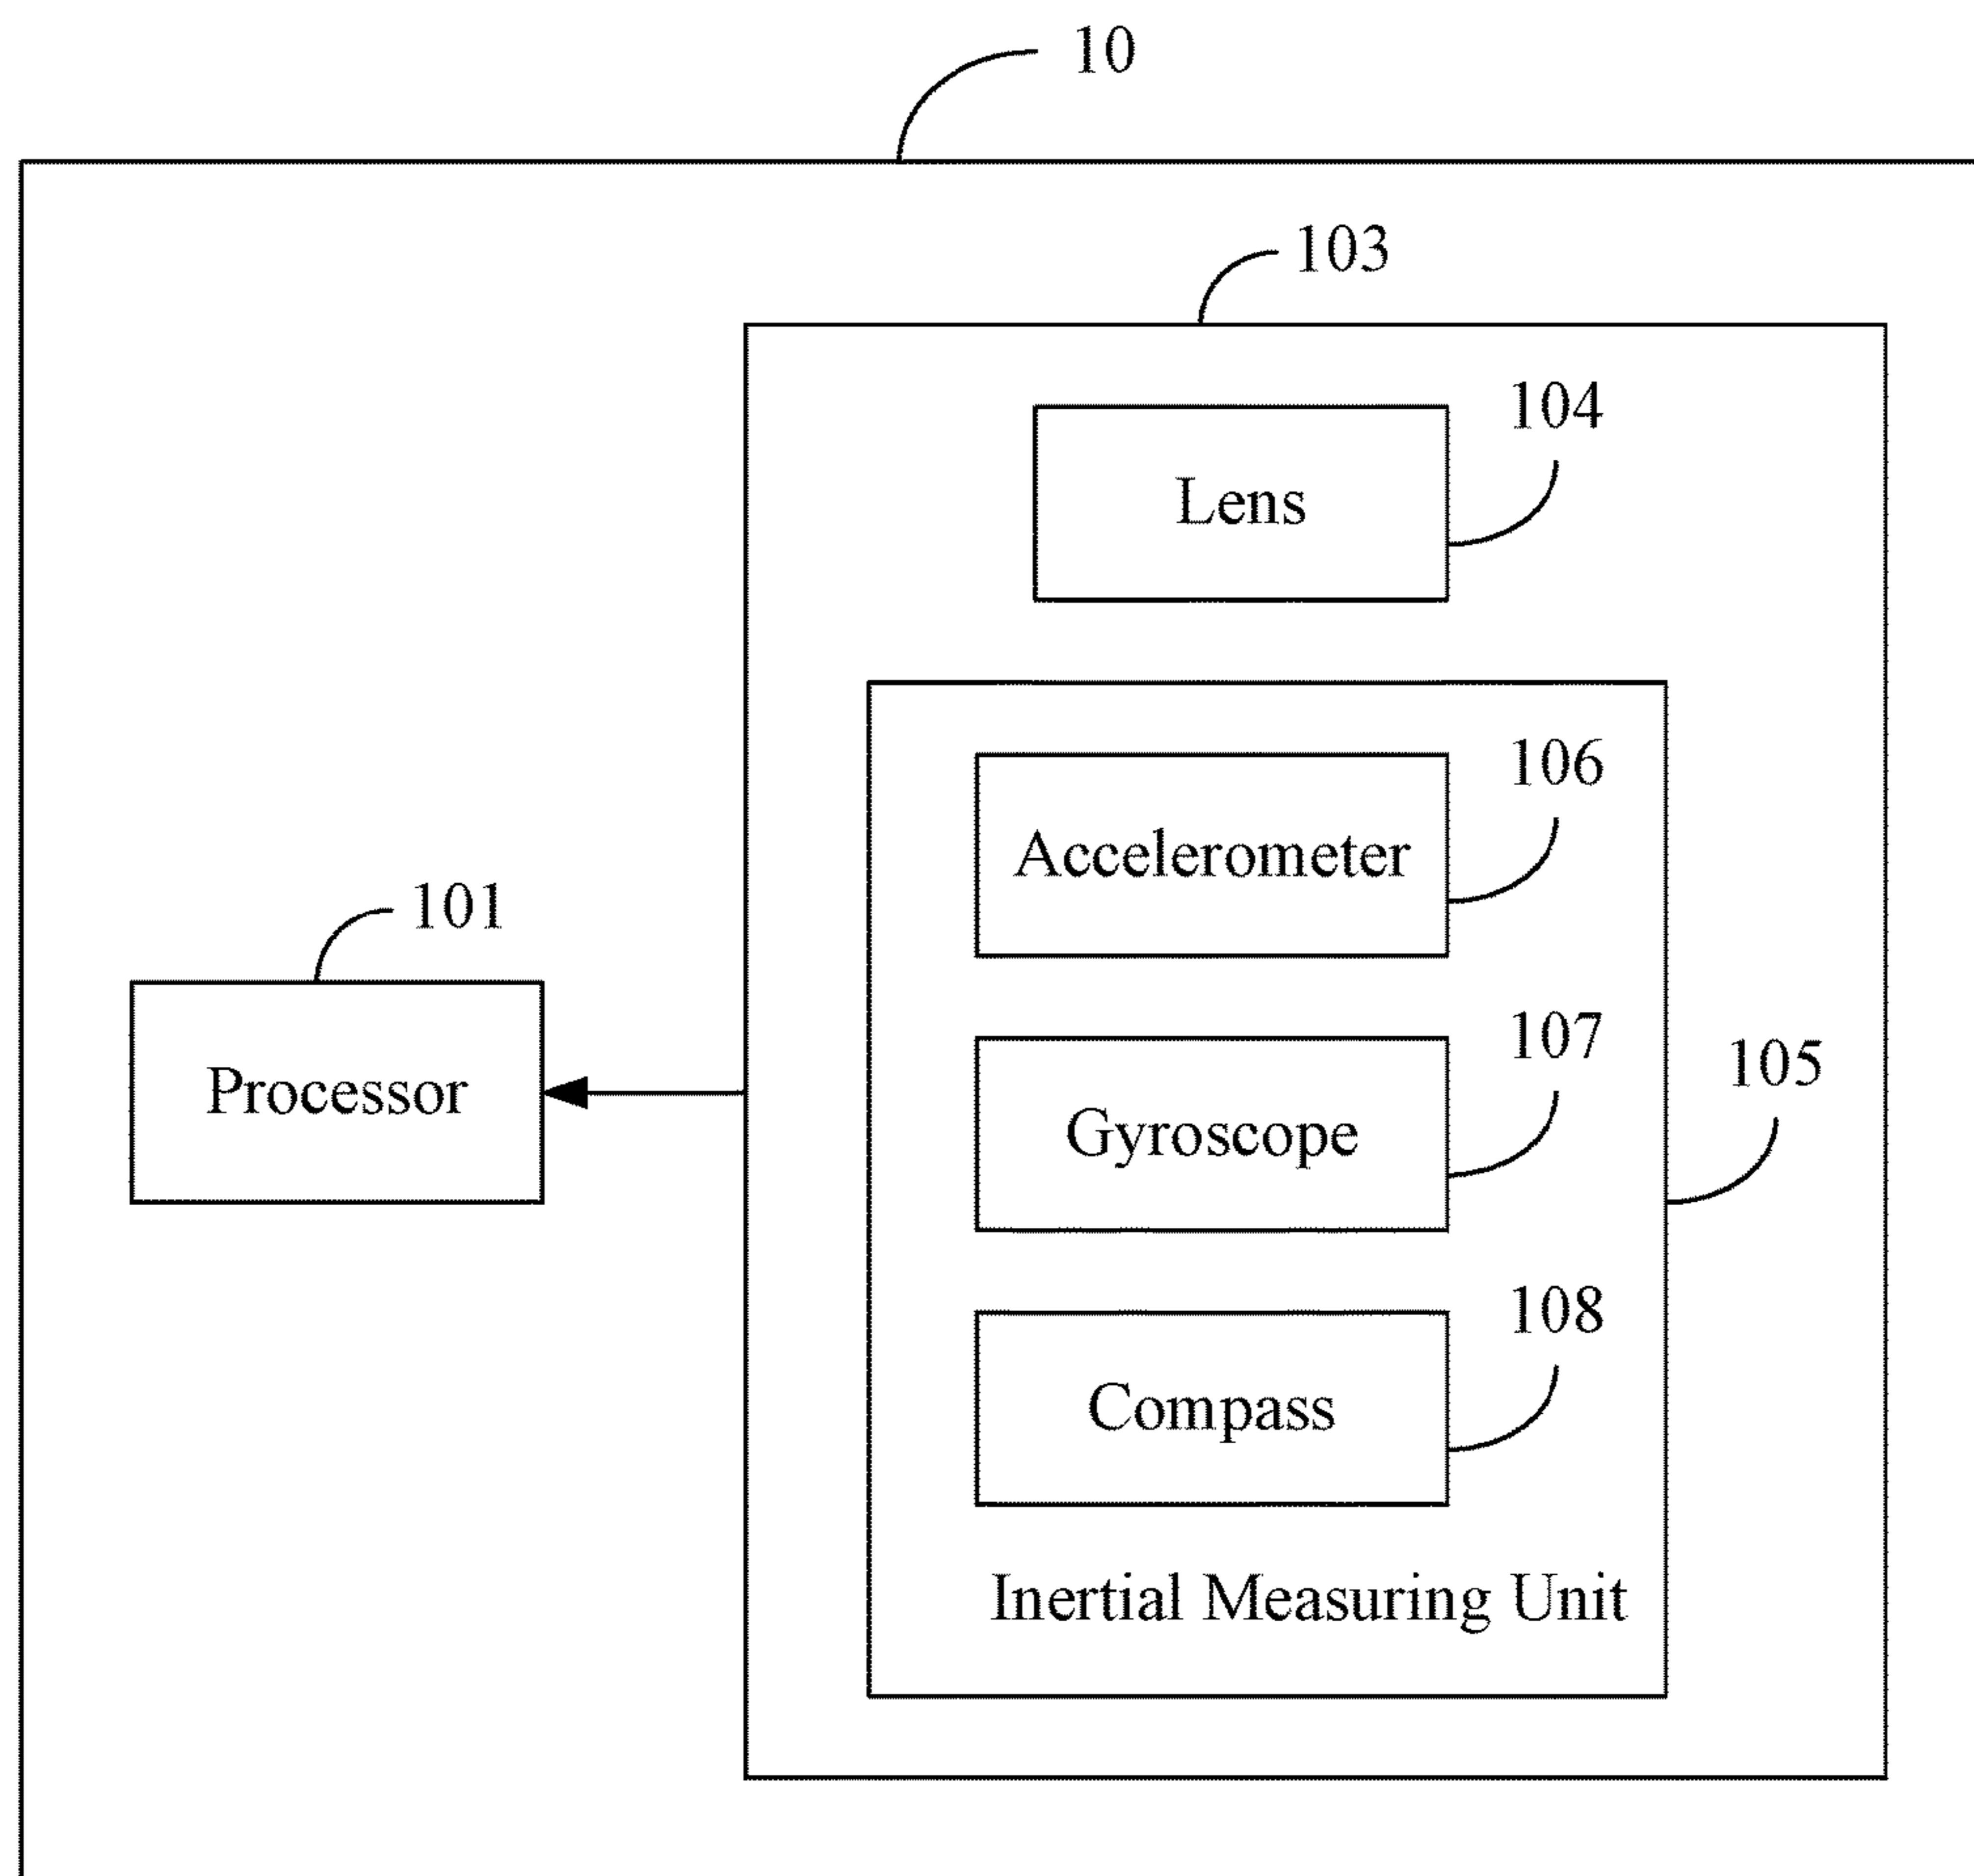 10
103
104
Lens
106
Accelerometer
101
107
105
Processor
Gyroscope
108
Compass
Inertial Measuring Unit